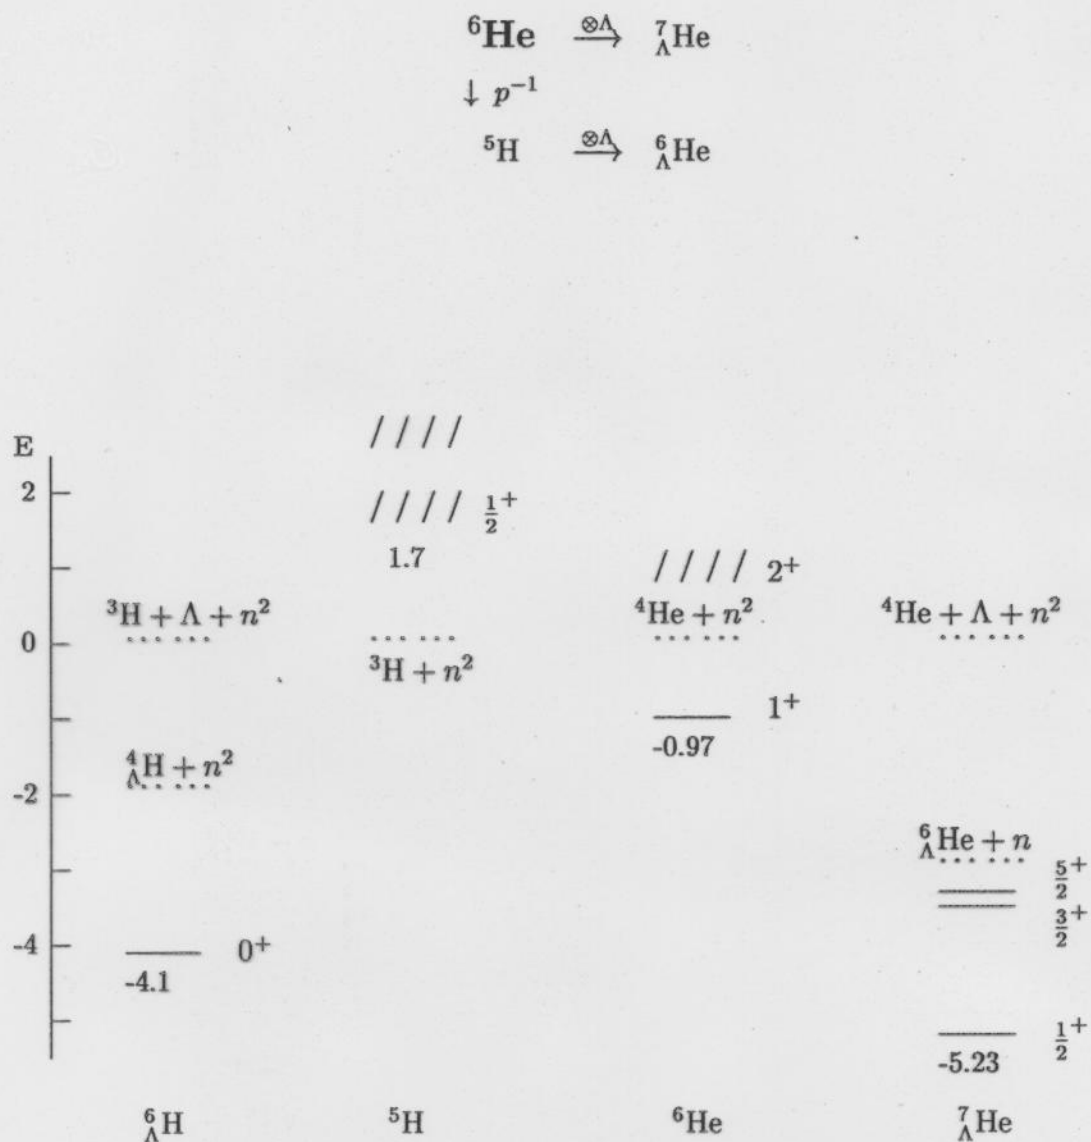 ⁶He ⊗Λ⟶ ⁷ΛHe
↓ p⁻¹
⁵H ⊗Λ⟶ ⁶ΛHe
E
2
½⁺
1.7
2⁺
³H + Λ + n²
⁴He + n²
⁴He + Λ + n²
0
³H + n²
1⁺
-0.97
⁴ΛH + n²
-2
⁶ΛHe + n
5/2⁺
3/2⁺
-4
0⁺
-4.1
½⁺
-5.23
⁶ΛH ⁵H ⁶He ⁷ΛHe